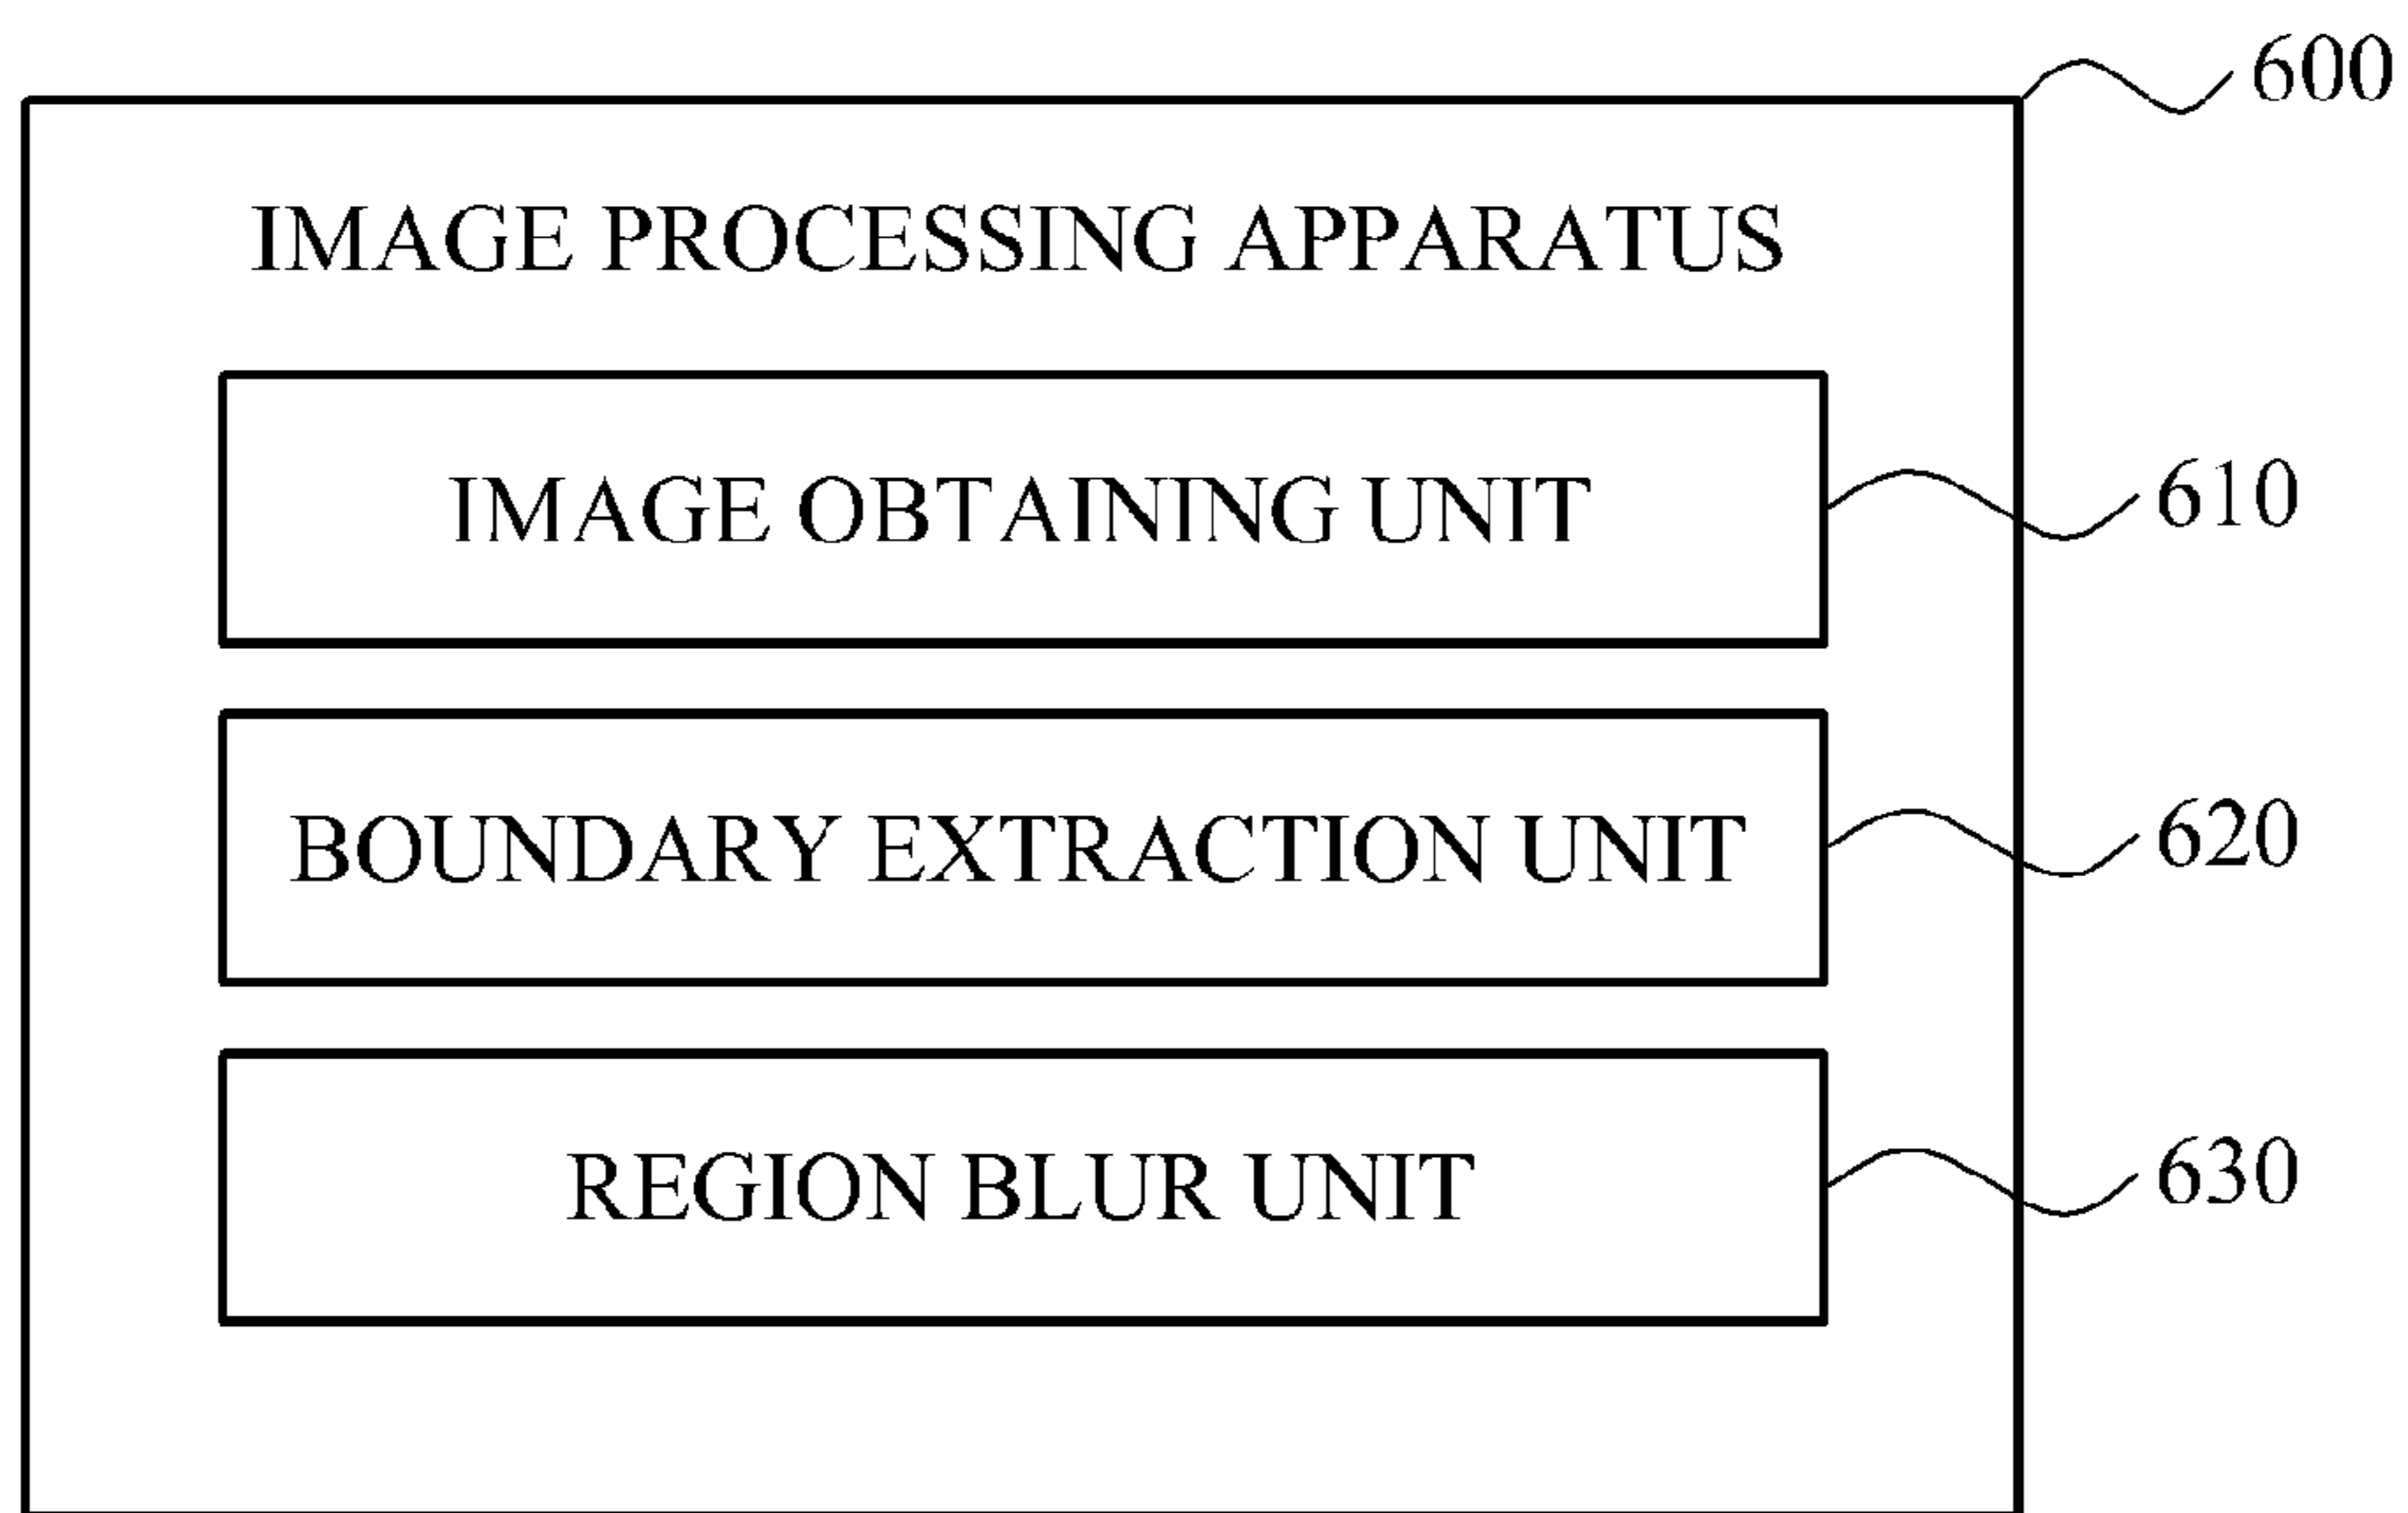 600
IMAGE PROCESSING APPARATUS
IMAGE OBTAINING UNIT
610
BOUNDARY EXTRACTION UNIT
620
REGION BLUR UNIT
630